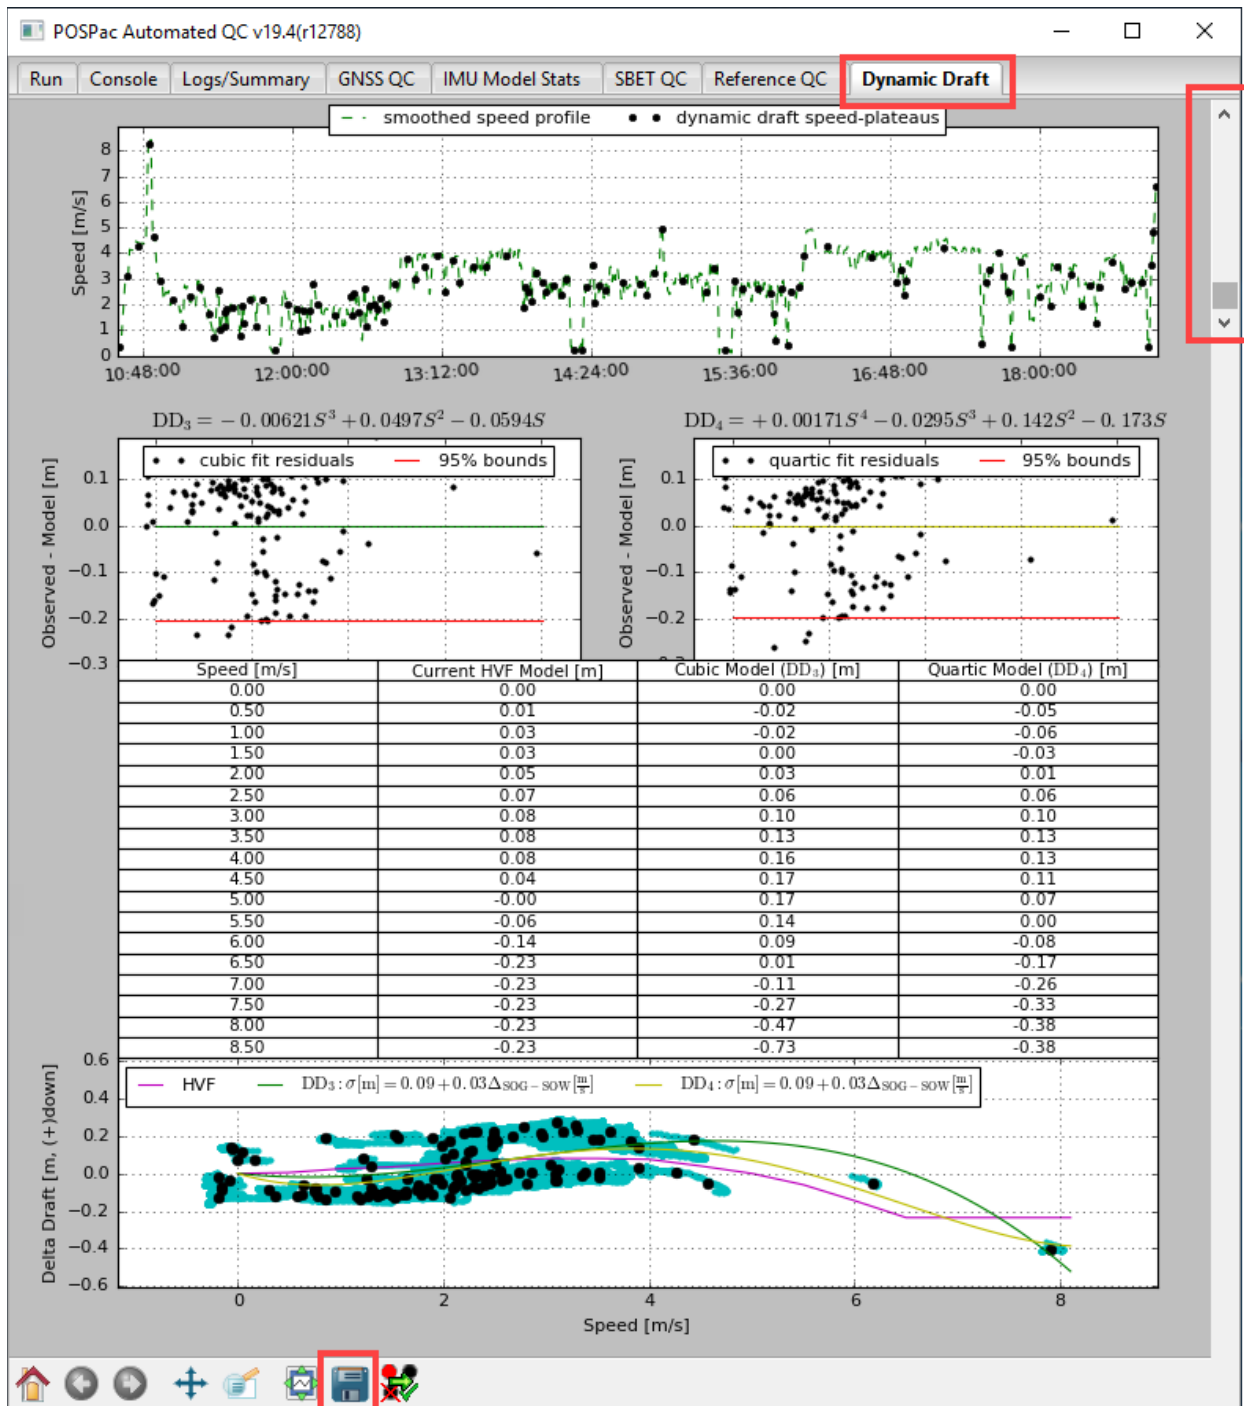 POSPac Automated QC v19.4(r12788)
Run Console Logs/Summary GNSS QC IMU Model Stats SBET QC Reference QC Dynamic Draft
smoothed speed profile dynamic draft speed-plateaus
Speed [m/s]
8
7
6
5
4
3
2
1
0
10:48:00 12:00:00 13:12:00 14:24:00 15:36:00 16:48:00 18:00:00
DD₃ = − 0.00621S³ + 0.0497S² − 0.0594S
DD₄ = + 0.00171S⁴ − 0.0295S³ + 0.142S² − 0.173S
cubic fit residuals 95% bounds
Observed - Model [m]
0.1
0.0
−0.1
−0.2
−0.3
quartic fit residuals 95% bounds
Observed - Model [m]
0.1
0.0
−0.1
−0.2
Speed [m/s] Current HVF Model [m] Cubic Model (DD₃) [m] Quartic Model (DD₄) [m]
0.00 0.00 0.00 0.00
0.50 0.01 -0.02 -0.05
1.00 0.03 -0.02 -0.06
1.50 0.03 0.00 -0.03
2.00 0.05 0.03 0.01
2.50 0.07 0.06 0.06
3.00 0.08 0.10 0.10
3.50 0.08 0.13 0.13
4.00 0.08 0.16 0.13
4.50 0.04 0.17 0.11
5.00 -0.00 0.17 0.07
5.50 -0.06 0.14 0.00
6.00 -0.14 0.09 -0.08
6.50 -0.23 0.01 -0.17
7.00 -0.23 -0.11 -0.26
7.50 -0.23 -0.27 -0.33
8.00 -0.23 -0.47 -0.38
8.50 -0.23 -0.73 -0.38
HVF DD₃ : σ[m] = 0.09 + 0.03Δ_SOG − SOW[m/s] DD₄ : σ[m] = 0.09 + 0.03Δ_SOG − SOW[m/s]
Delta Draft [m, (+)down]
0.6
0.4
0.2
0.0
−0.2
−0.4
−0.6
0 2 4 6 8
Speed [m/s]